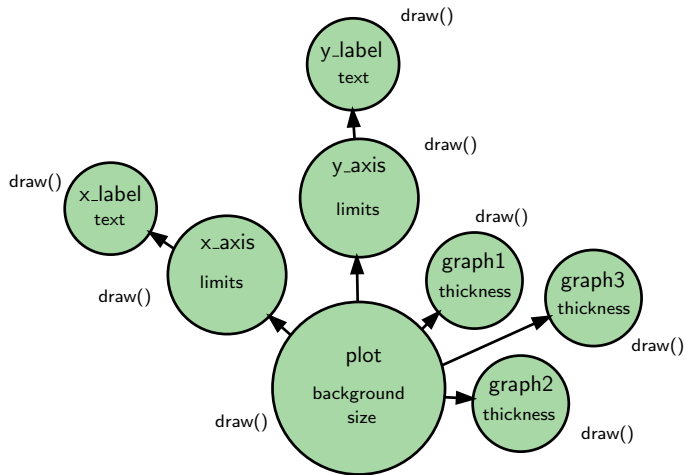 draw()
y_label
text
draw()
y_axis
limits
draw()
x_label
text
draw()
x_axis
limits
draw()
graph1
thickness
graph3
thickness
draw()
plot
background
size
draw()
graph2
thickness
draw()